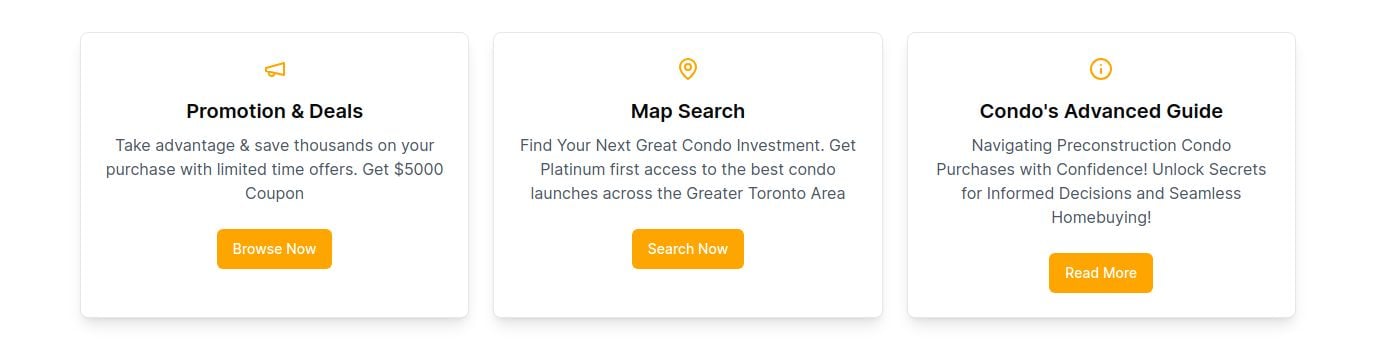 Promotion & Deals
Take advantage & save thousands on your
purchase with limited time offers. Get $5000
Coupon
Browse Now
Map Search
Find Your Next Great Condo Investment. Get
Platinum first access to the best condo
launches across the Greater Toronto Area
Search Now
Condo's Advanced Guide
Navigating Preconstruction Condo
Purchases with Confidence! Unlock Secrets
for Informed Decisions and Seamless
Homebuying!
Read More